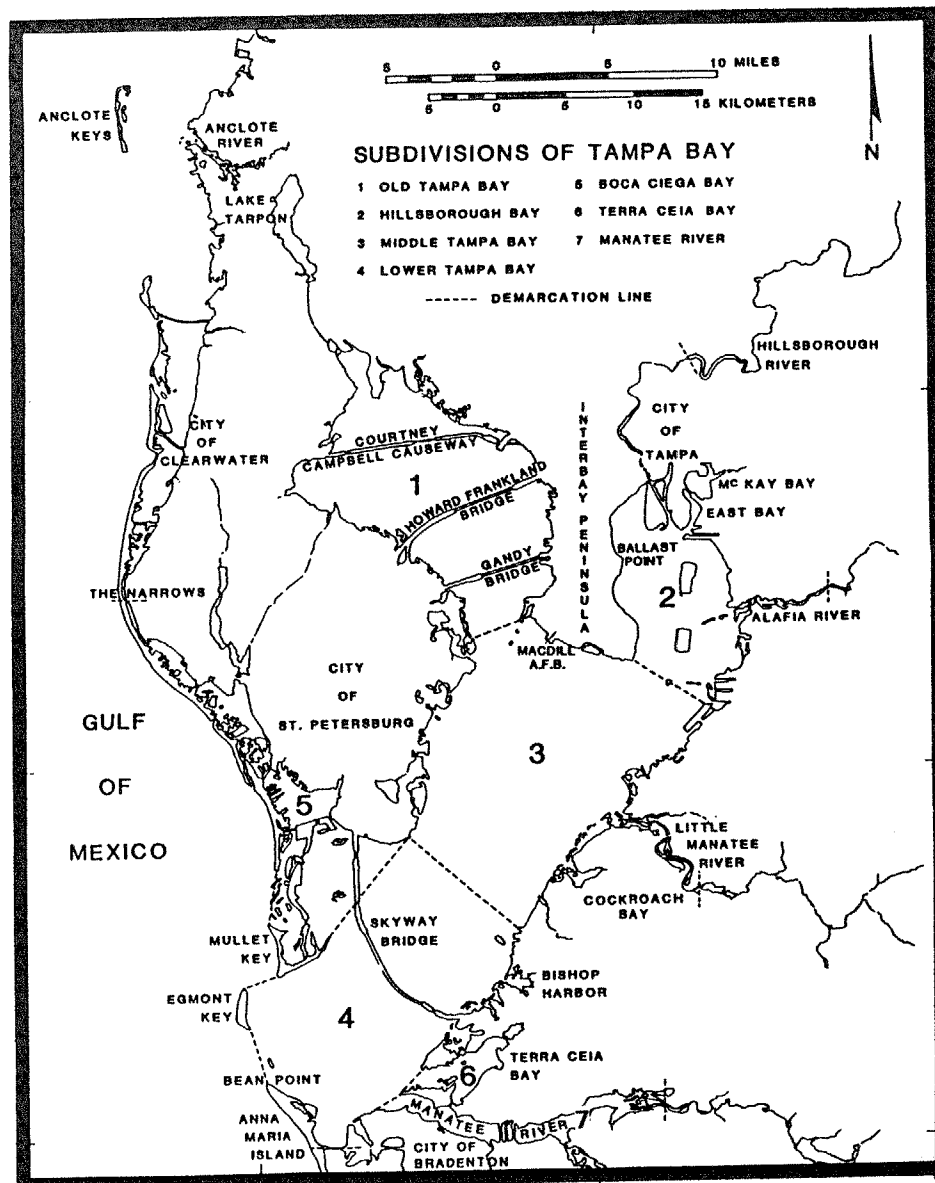 5 0 5 10 MILES
5 0 5 10 15 KILOMETERS
N
SUBDIVISIONS OF TAMPA BAY
1 OLD TAMPA BAY
2 HILLSBOROUGH BAY
3 MIDDLE TAMPA BAY
4 LOWER TAMPA BAY
5 BOCA CIEGA BAY
6 TERRA CEIA BAY
7 MANATEE RIVER
DEMARCATION LINE
ANCLOTE
KEYS
ANCLOTE
RIVER
LAKE
TARPON
HILLSBOROUGH
RIVER
CITY
OF
TAMPA
INTERBAY PENINSULA
CITY
OF
CLEARWATER
COURTNEY
CAMPBELL CAUSEWAY
1
HOWARD FRANKLAND
BRIDGE
Mc KAY BAY
EAST BAY
BALLAST
POINT
GANDY
BRIDGE
2
THE NARROWS
ALAFIA RIVER
MACDILL
A.F.B.
CITY
OF
ST. PETERSBURG
GULF
OF
MEXICO
3
5
LITTLE
MANATEE
RIVER
COCKROACH
BAY
MULLET
KEY
SKYWAY
BRIDGE
BISHOP
HARBOR
EGMONT
KEY
4
TERRA CEIA
BAY
6
BEAN POINT
ANNA
MARIA
ISLAND
MANATEE RIVER 7
CITY OF
BRADENTON